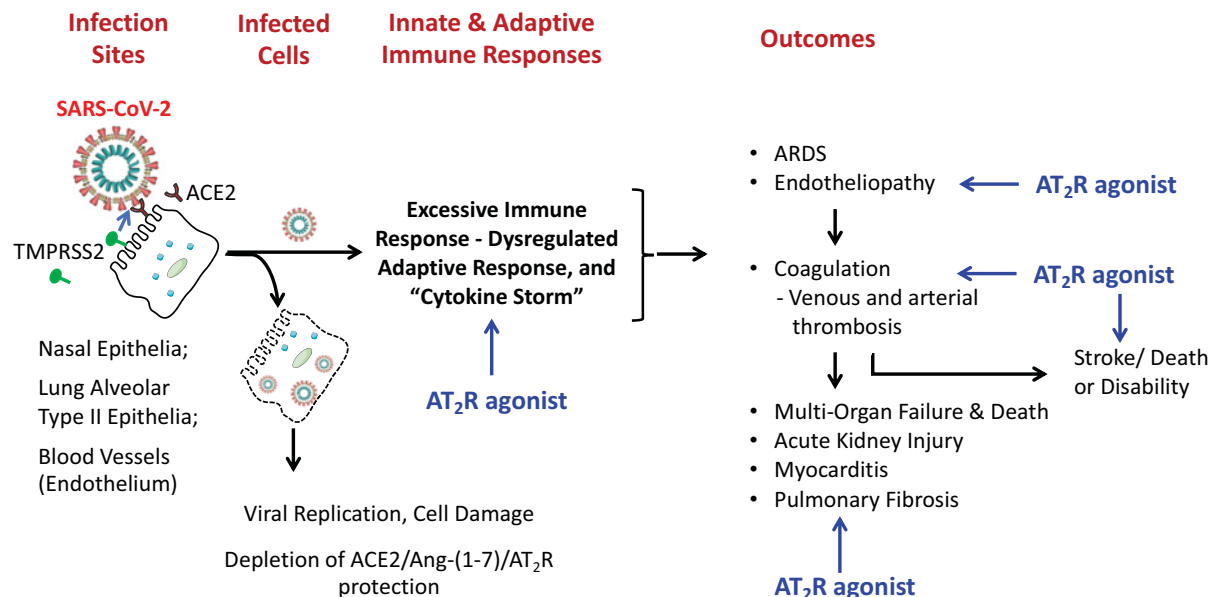 Infection
Sites
Infected
Cells
Innate & Adaptive
Immune Responses
Outcomes
SARS-CoV-2
ACE2
TMPRSS2
Nasal Epithelia;
Lung Alveolar
Type II Epithelia;
Blood Vessels
(Endothelium)
Viral Replication, Cell Damage
Depletion of ACE2/Ang-(1-7)/AT₂R
protection
Excessive Immune
Response - Dysregulated
Adaptive Response, and
“Cytokine Storm”
AT₂R agonist
• ARDS
• Endotheliopathy
AT₂R agonist
• Coagulation
- Venous and arterial
thrombosis
AT₂R agonist
Stroke/ Death
or Disability
• Multi-Organ Failure & Death
• Acute Kidney Injury
• Myocarditis
• Pulmonary Fibrosis
AT₂R agonist